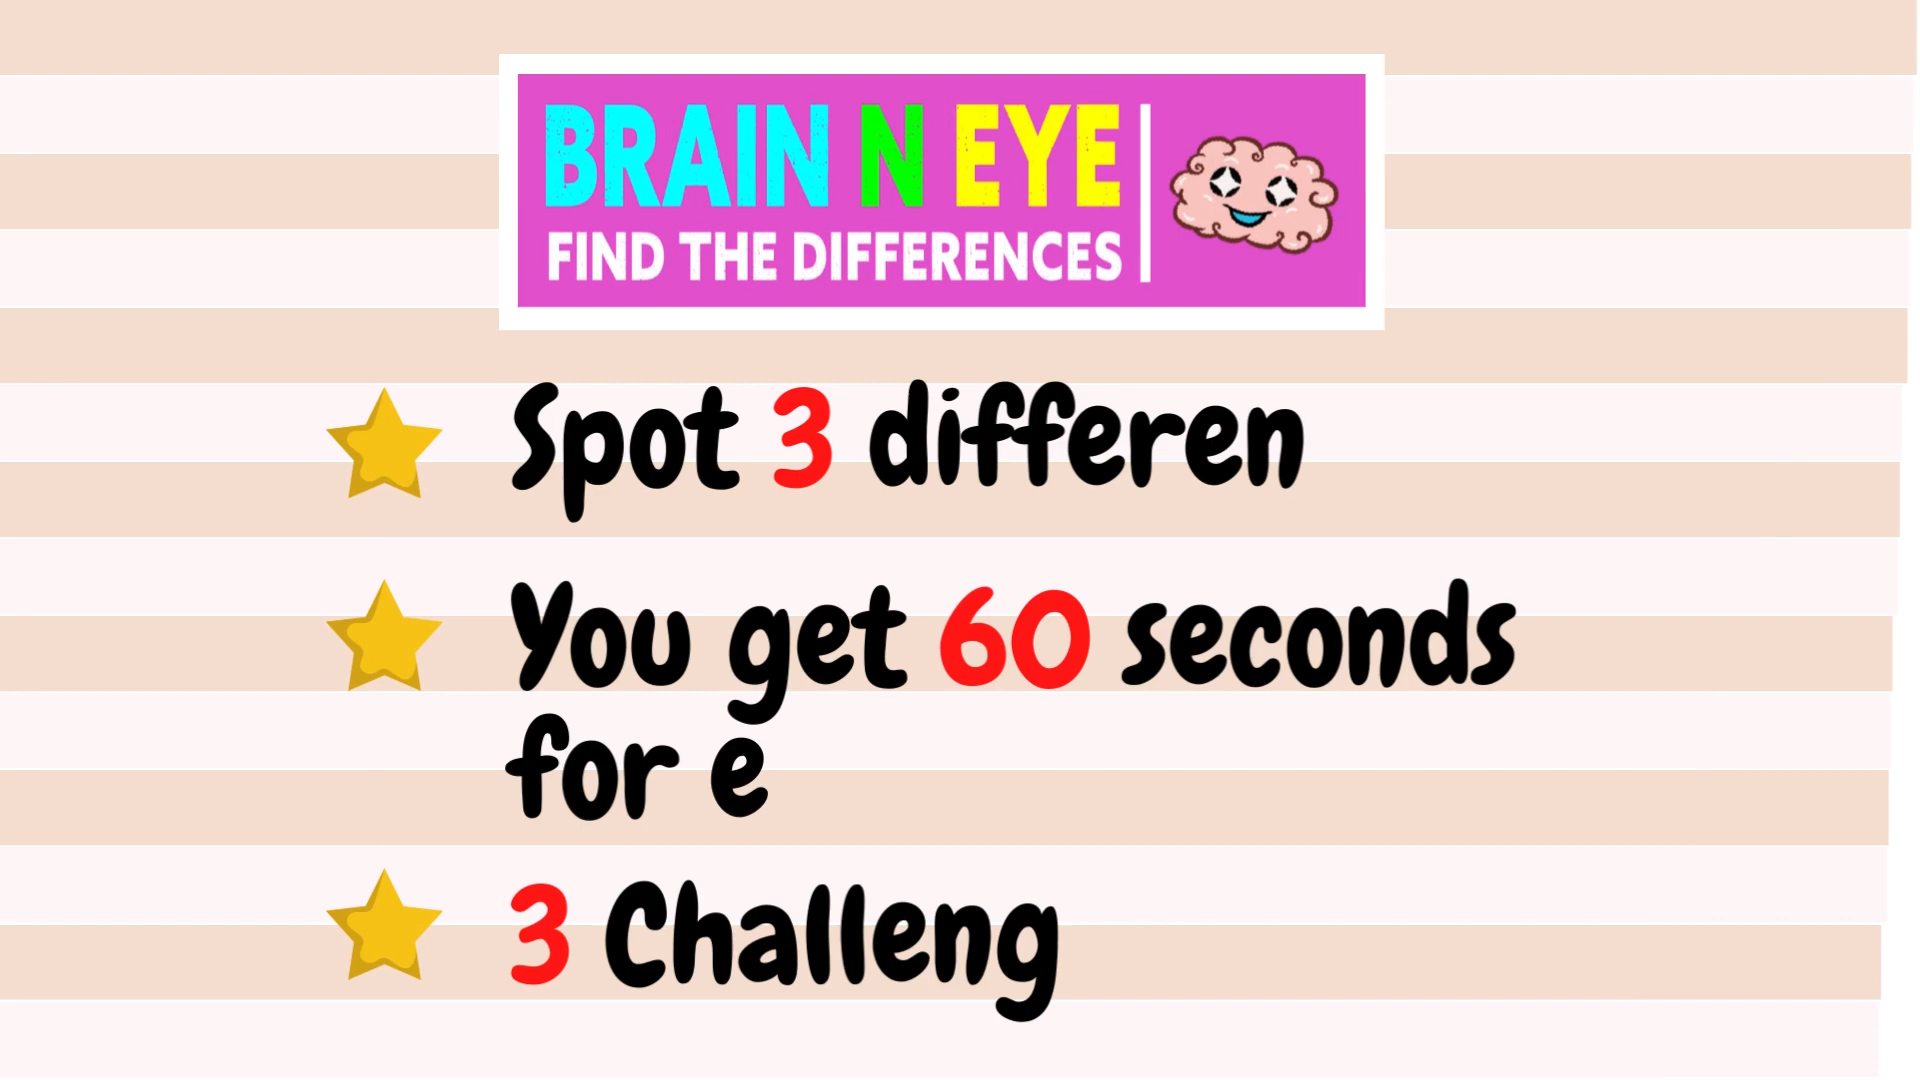 BRAIN N EYE
FIND THE DIFFERENCES
Spot 3 differen
You get 60 seconds
for e
3 Challeng